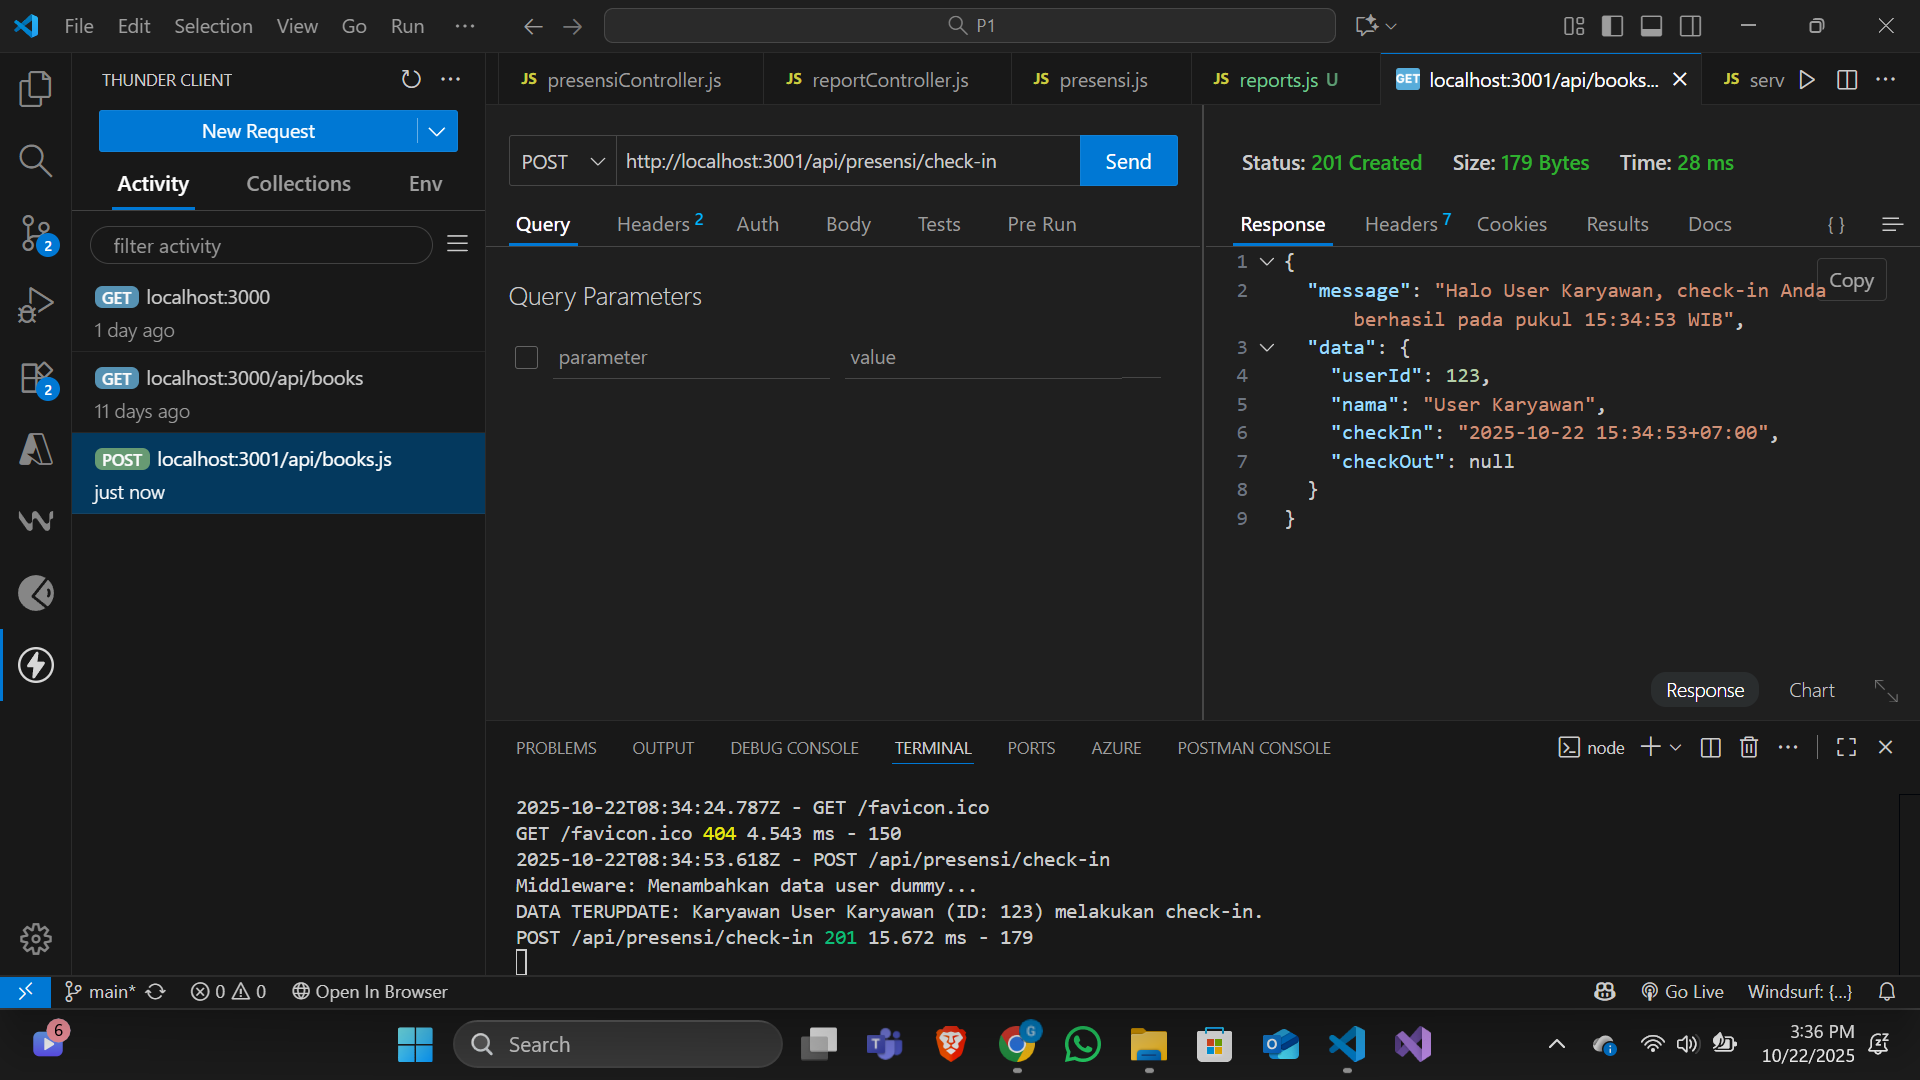 File Edit Selection View Go Run ···
P1
THUNDER CLIENT
New Request
Activity Collections Env
filter activity
GET localhost:3000
1 day ago
GET localhost:3000/api/books
11 days ago
POST localhost:3001/api/books.js
just now
2
2
JS presensiController.js
JS reportController.js
JS presensi.js
JS reports.js U
GET localhost:3001/api/books...
JS serv
POST http://localhost:3001/api/presensi/check-in Send
Query Headers 2 Auth Body Tests Pre Run
Query Parameters
parameter value
Status: 201 Created Size: 179 Bytes Time: 28 ms
Response Headers 7 Cookies Results Docs { }
Copy
1 {
2 "message": "Halo User Karyawan, check-in Anda
berhasil pada pukul 15:34:53 WIB",
3 "data": {
4 "userId": 123,
5 "nama": "User Karyawan",
6 "checkIn": "2025-10-22 15:34:53+07:00",
7 "checkOut": null
8 }
9 }
Response Chart
PROBLEMS OUTPUT DEBUG CONSOLE TERMINAL PORTS AZURE POSTMAN CONSOLE
node
2025-10-22T08:34:24.787Z - GET /favicon.ico
GET /favicon.ico 404 4.543 ms - 150
2025-10-22T08:34:53.618Z - POST /api/presensi/check-in
Middleware: Menambahkan data user dummy...
DATA TERUPDATE: Karyawan User Karyawan (ID: 123) melakukan check-in.
POST /api/presensi/check-in 201 15.672 ms - 179
main* 0 0 Open In Browser
Go Live Windsurf: {...}
6
Search
3:36 PM
10/22/2025